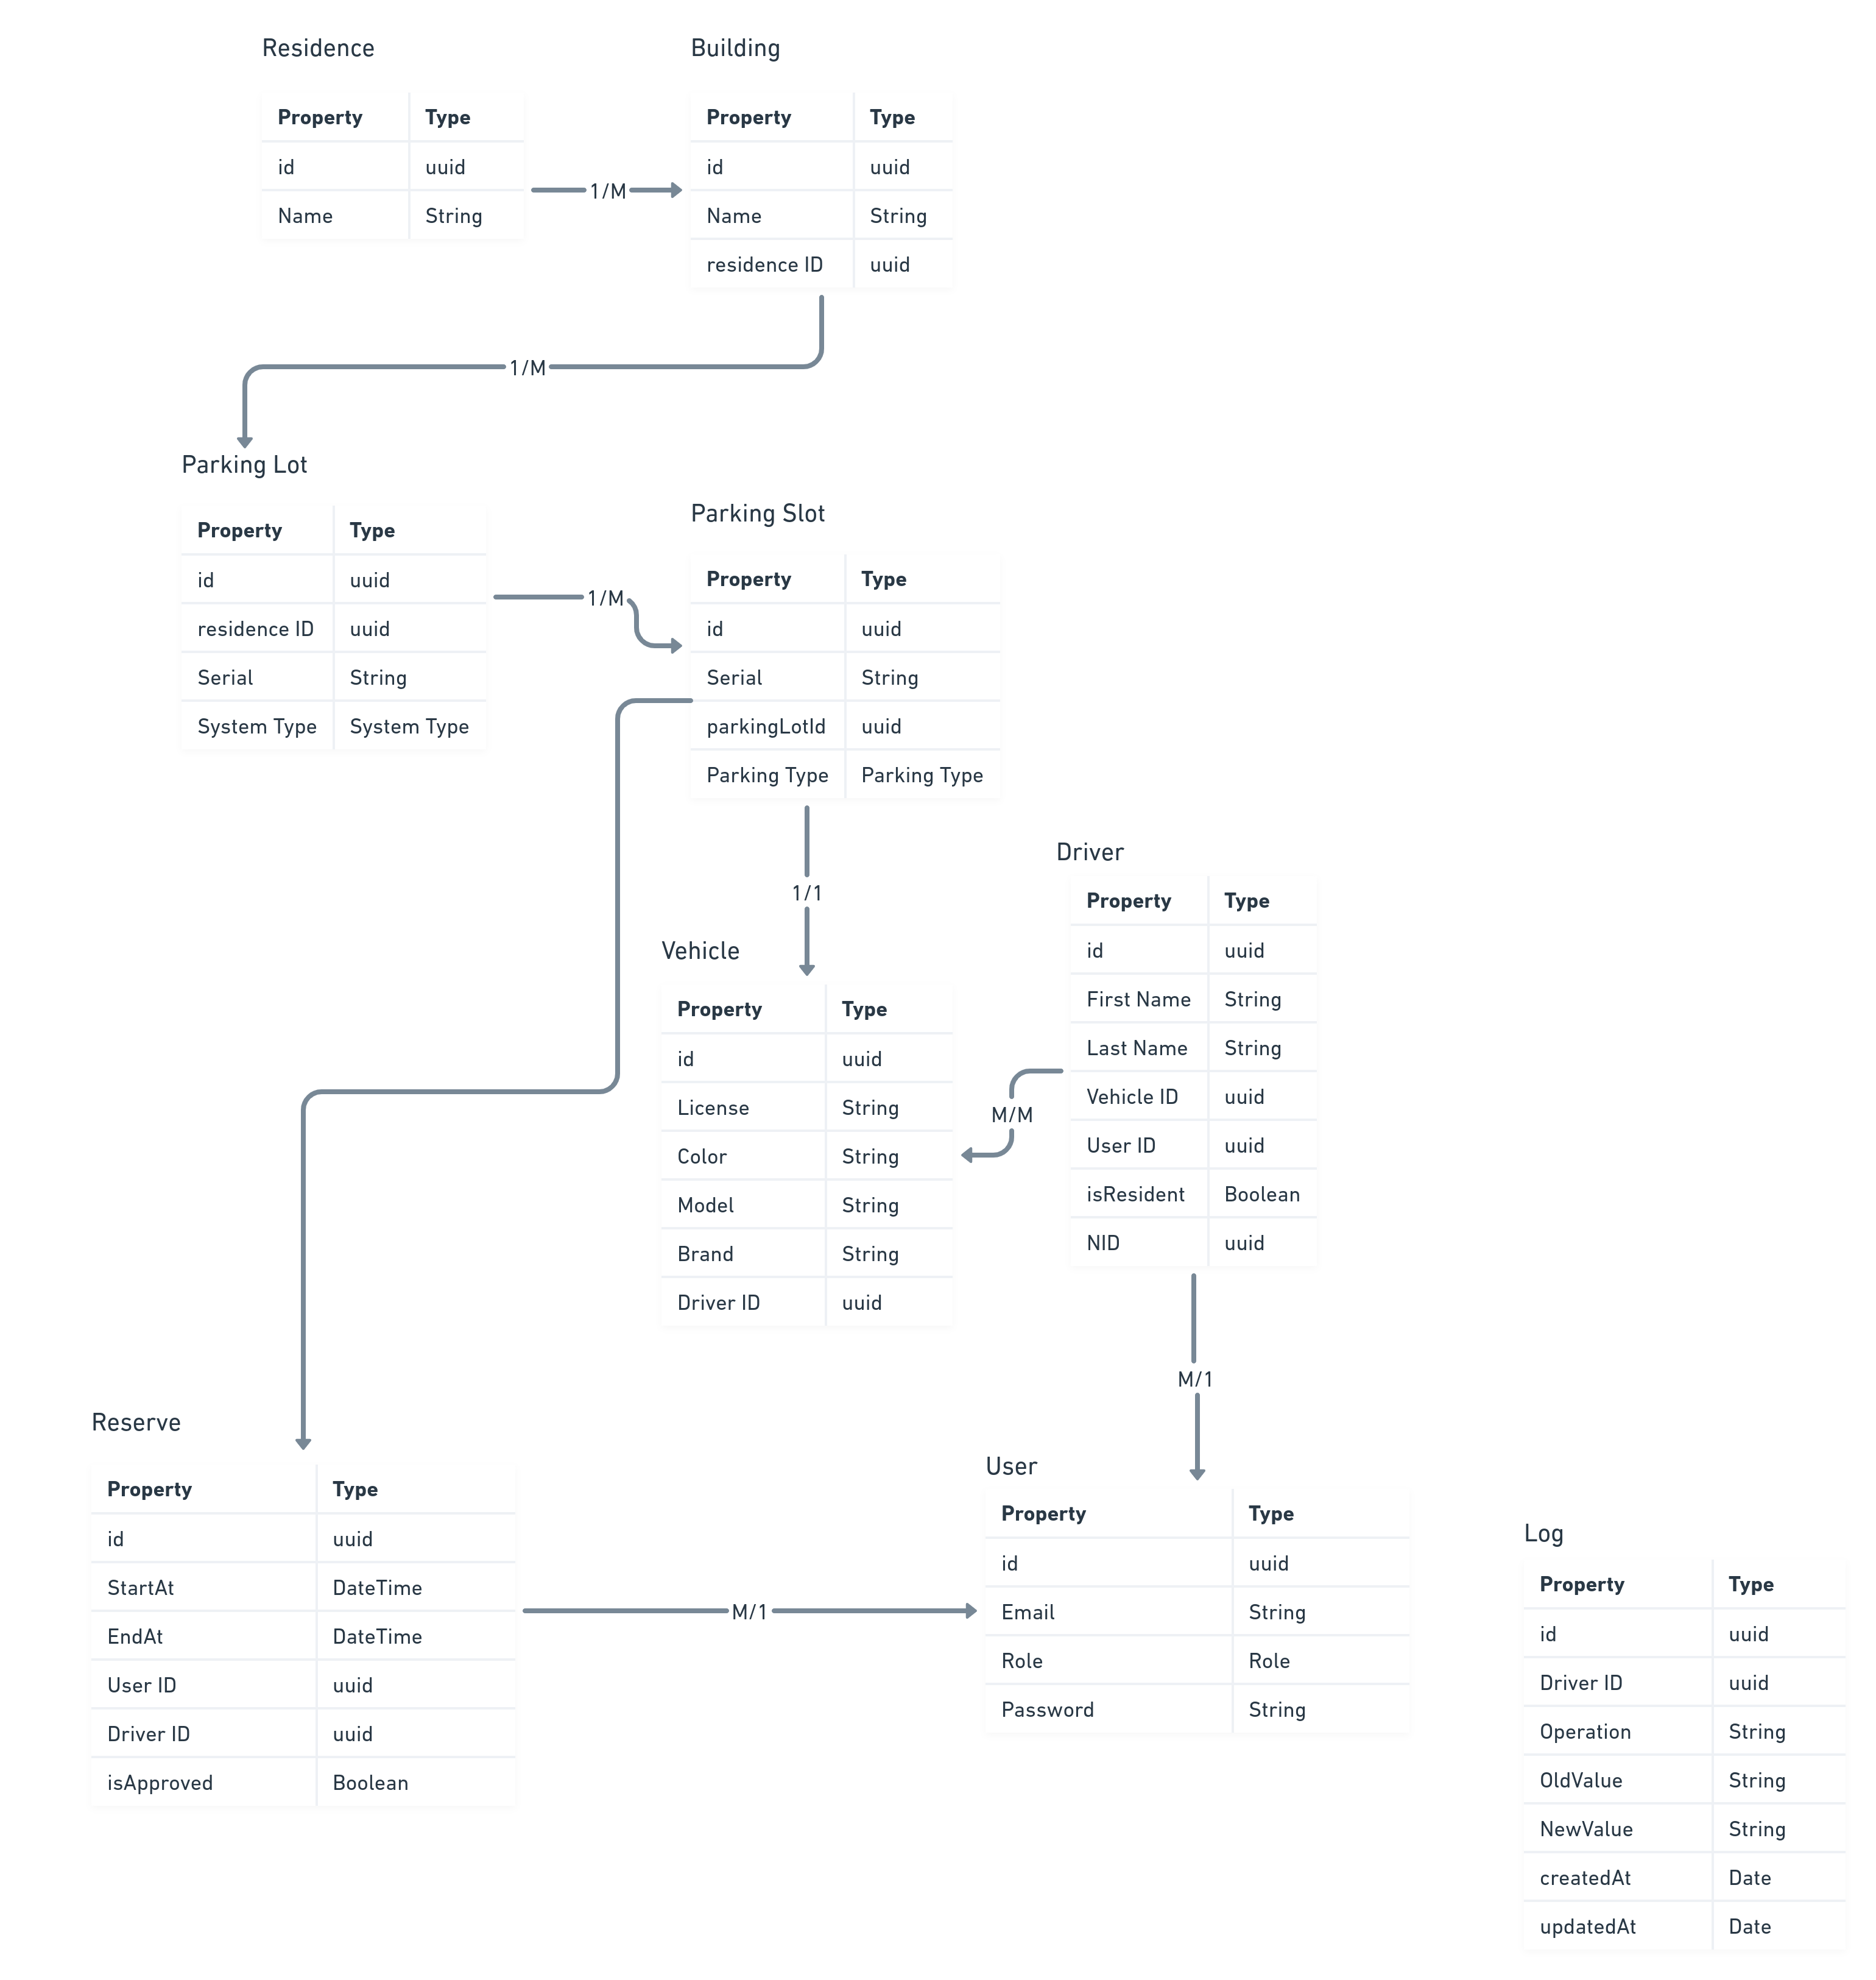 Residence
Property Type
id uuid
Name String
1/M
Building
Property Type
id uuid
Name String
residence ID uuid
1/M
Parking Lot
Property Type
id uuid
residence ID uuid
Serial String
System Type System Type
1/M
Parking Slot
Property Type
id uuid
Serial String
parkingLotId uuid
Parking Type Parking Type
1/1
Driver
Property Type
id uuid
First Name String
Last Name String
Vehicle ID uuid
User ID uuid
isResident Boolean
NID uuid
Vehicle
Property Type
id uuid
License String
Color String
Model String
Brand String
Driver ID uuid
M/M
M/1
Reserve
Property Type
id uuid
StartAt DateTime
EndAt DateTime
User ID uuid
Driver ID uuid
isApproved Boolean
M/1
User
Property Type
id uuid
Email String
Role Role
Password String
Log
Property Type
id uuid
Driver ID uuid
Operation String
OldValue String
NewValue String
createdAt Date
updatedAt Date